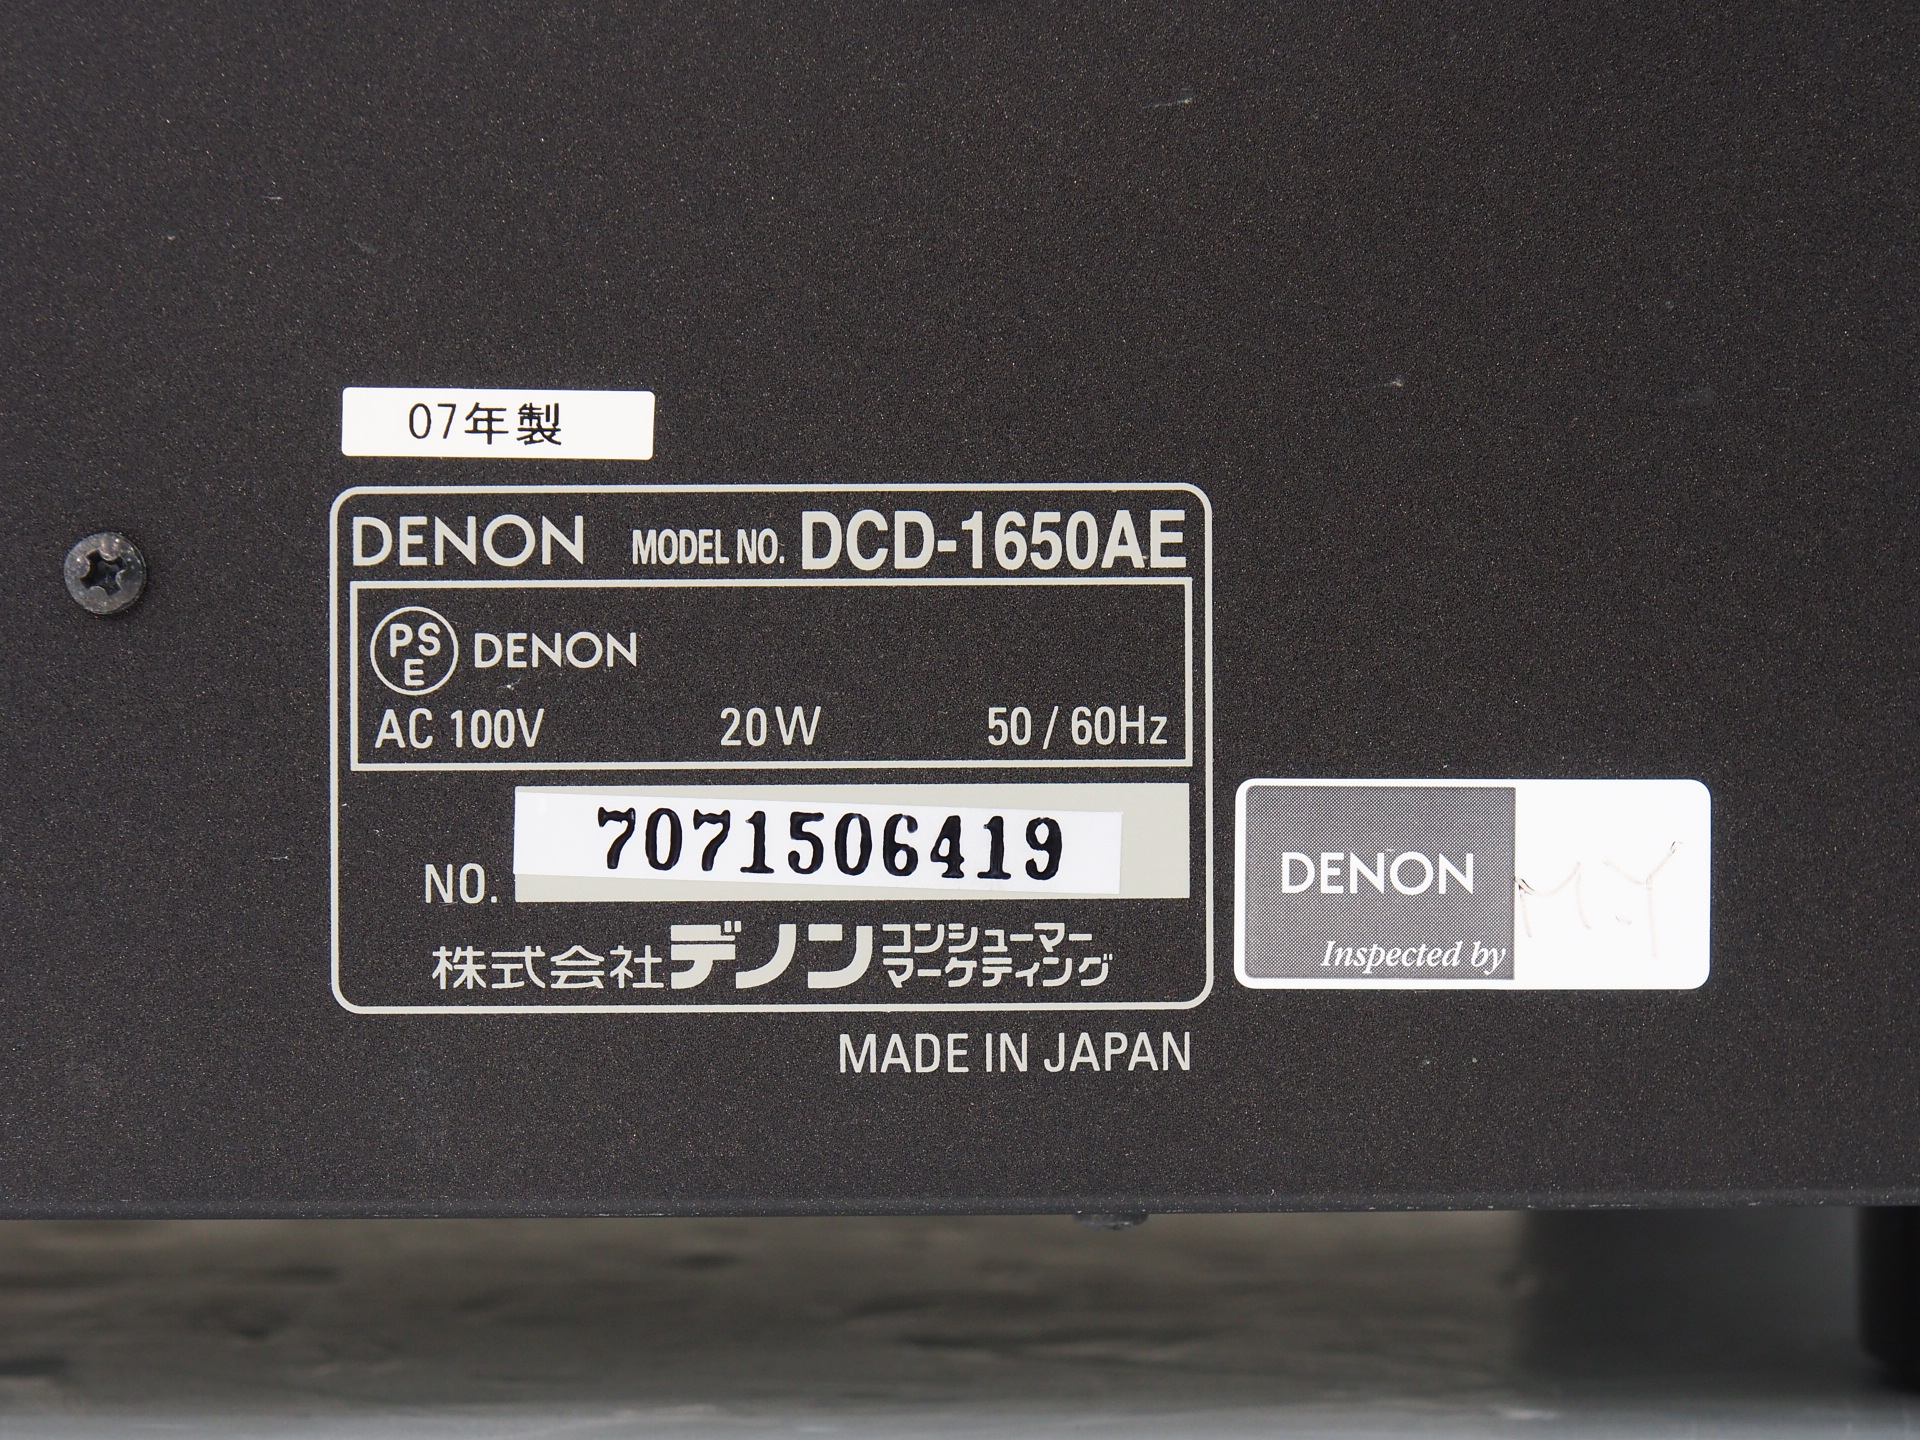 07年製
DENON MODEL NO. DCD-1650AE
PSE DENON
AC 100V 20W 50 / 60Hz
NO. 7071506419
株式会社デノン コンシューマー
マーケティング
DENON
Inspected by M.Y
MADE IN JAPAN